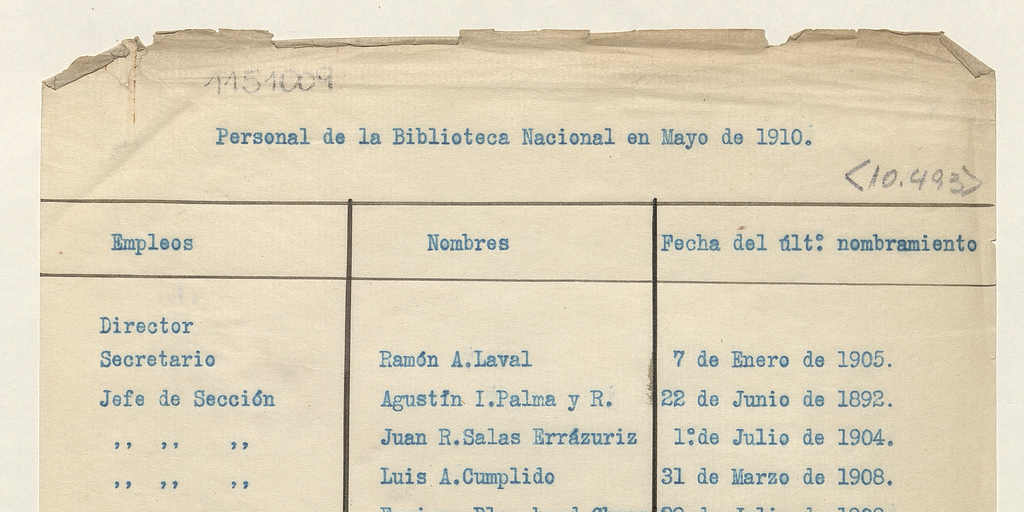 1151009
Personal de la Biblioteca Nacional en Mayo de 1910.
<10.493>
Empleos Nombres Fecha del últ° nombramiento
Director
Secretario Ramón A.Laval 7 de Enero de 1905.
Jefe de Sección Agustín I.Palma y R. 22 de Junio de 1892.
,, ,, ,, Juan R.Salas Errázuriz 1°de Julio de 1904.
,, ,, ,, Luis A.Cumplido 31 de Marzo de 1908.